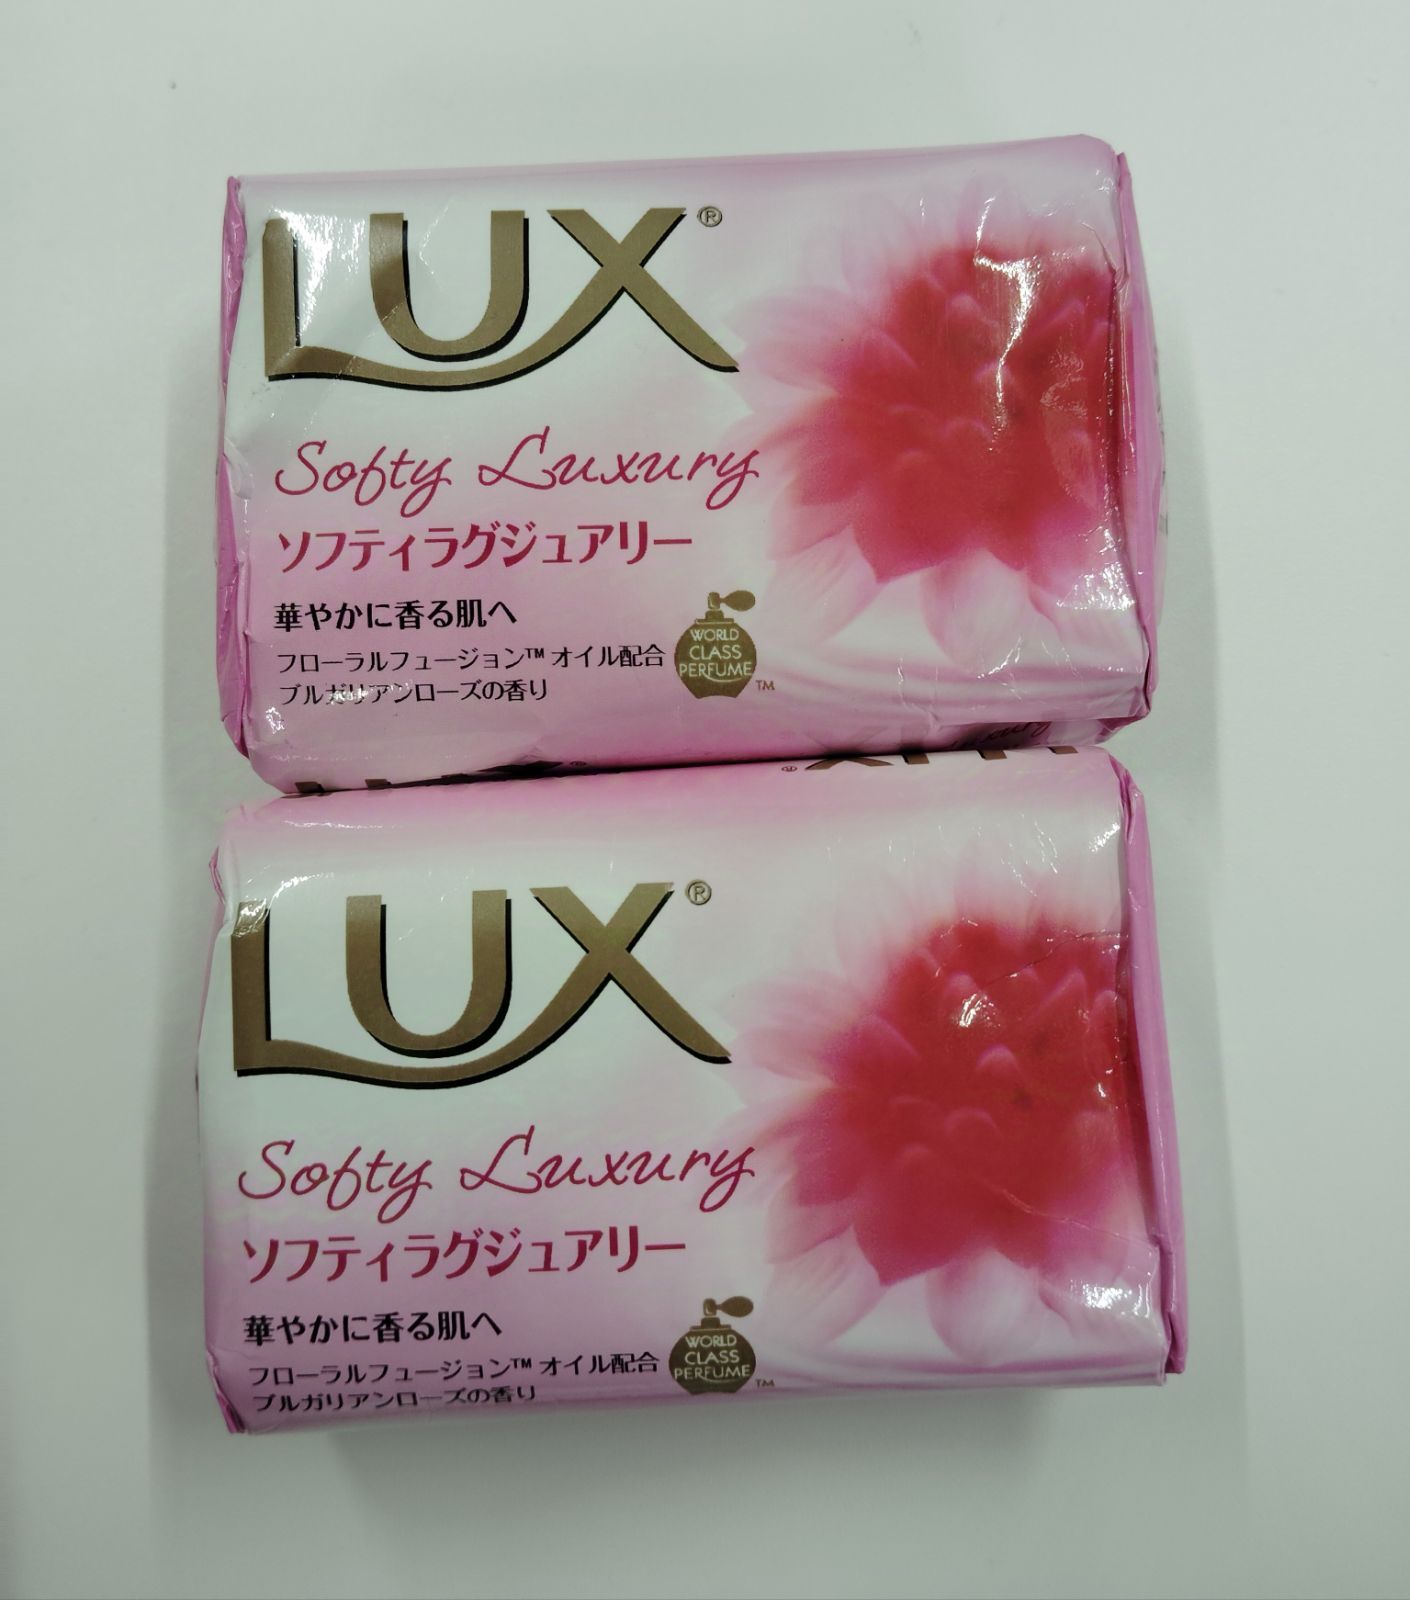 LUX®
Softy Luxury
ソフティラグジュアリー
華やかに香る肌へ
フローラルフュージョン™ オイル配合
ブルガリアンローズの香り
WORLD
CLASS
PERFUME™
LUX®
Softy Luxury
ソフティラグジュアリー
華やかに香る肌へ
フローラルフュージョン™ オイル配合
ブルガリアンローズの香り
WORLD
CLASS
PERFUME™